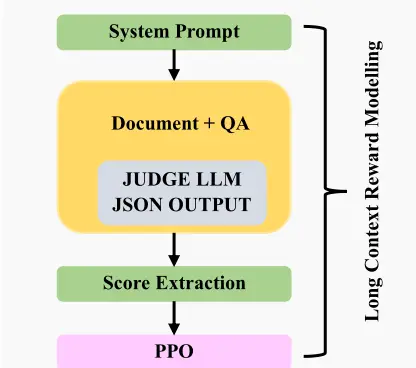 System Prompt
Document + QA
JUDGE LLM
JSON OUTPUT
Score Extraction
PPO
Long Context Reward Modelling